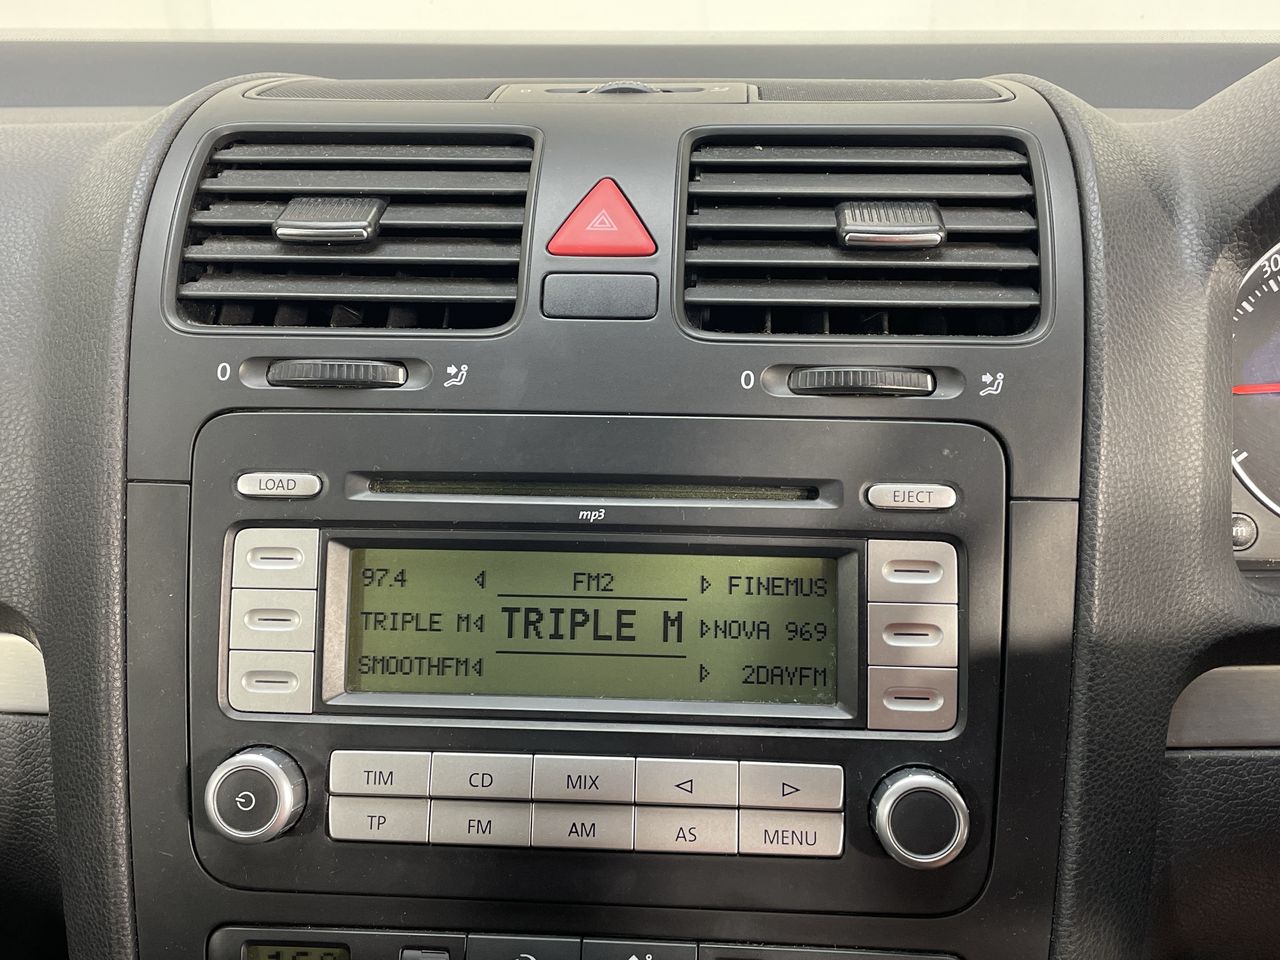 0
0
30
LOAD
EJECT
mp3
97.4 FM2 FINEMUS
TRIPLE M TRIPLE M NOVA 969
SMOOTHFM 2DAYFM
TIM CD MIX
TP FM AM AS MENU